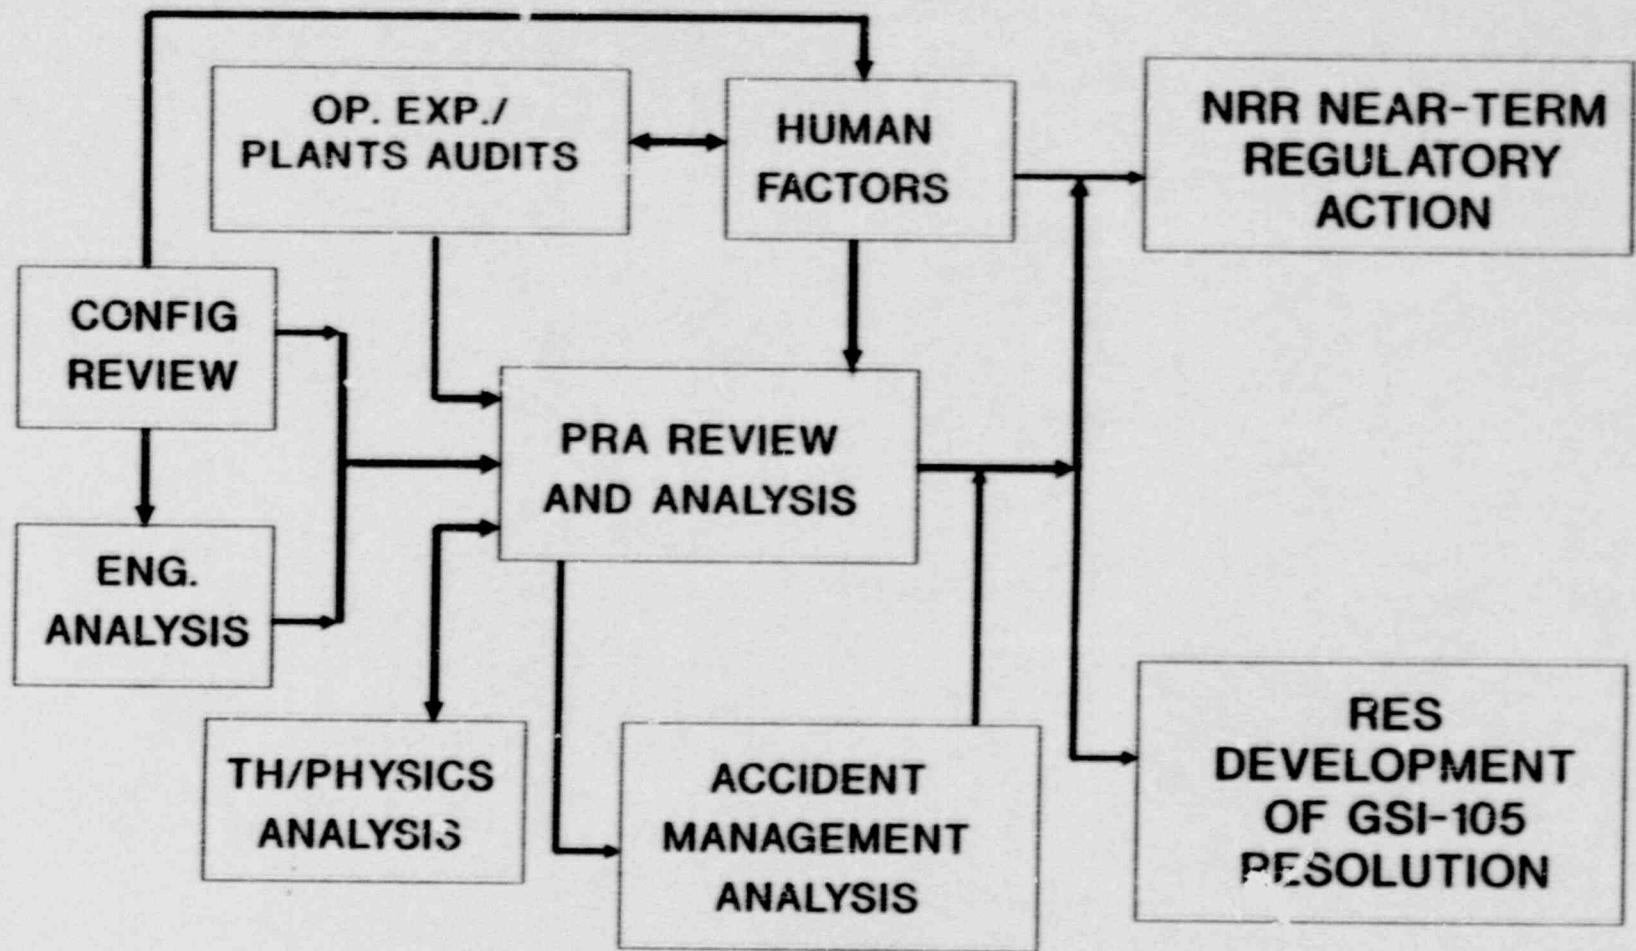 OP. EXP./
PLANTS AUDITS
HUMAN
FACTORS
NRR NEAR-TERM
REGULATORY
ACTION
CONFIG
REVIEW
PRA REVIEW
AND ANALYSIS
ENG.
ANALYSIS
TH/PHYSICS
ANALYSIS
ACCIDENT
MANAGEMENT
ANALYSIS
RES
DEVELOPMENT
OF GSI-105
RESOLUTION